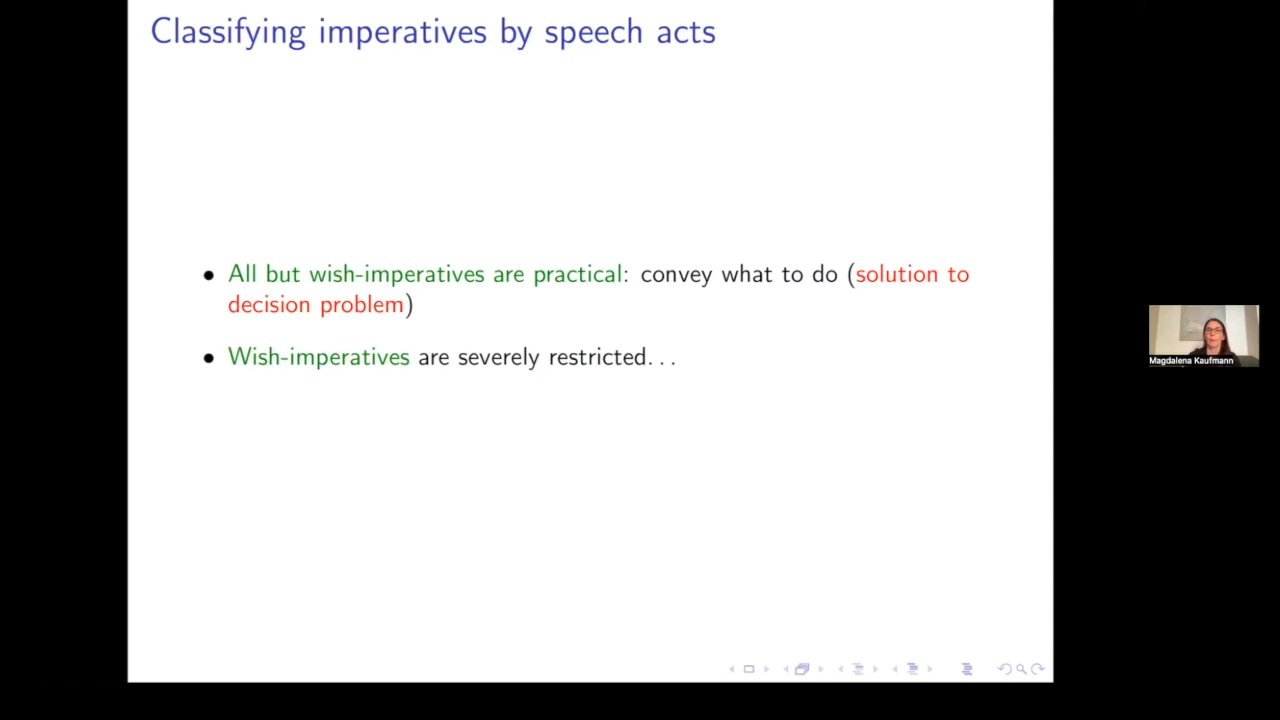 Classifying imperatives by speech acts
• All but wish-imperatives are practical: convey what to do (solution to
decision problem)
• Wish-imperatives are severely restricted...
Magdalena Kaufmann